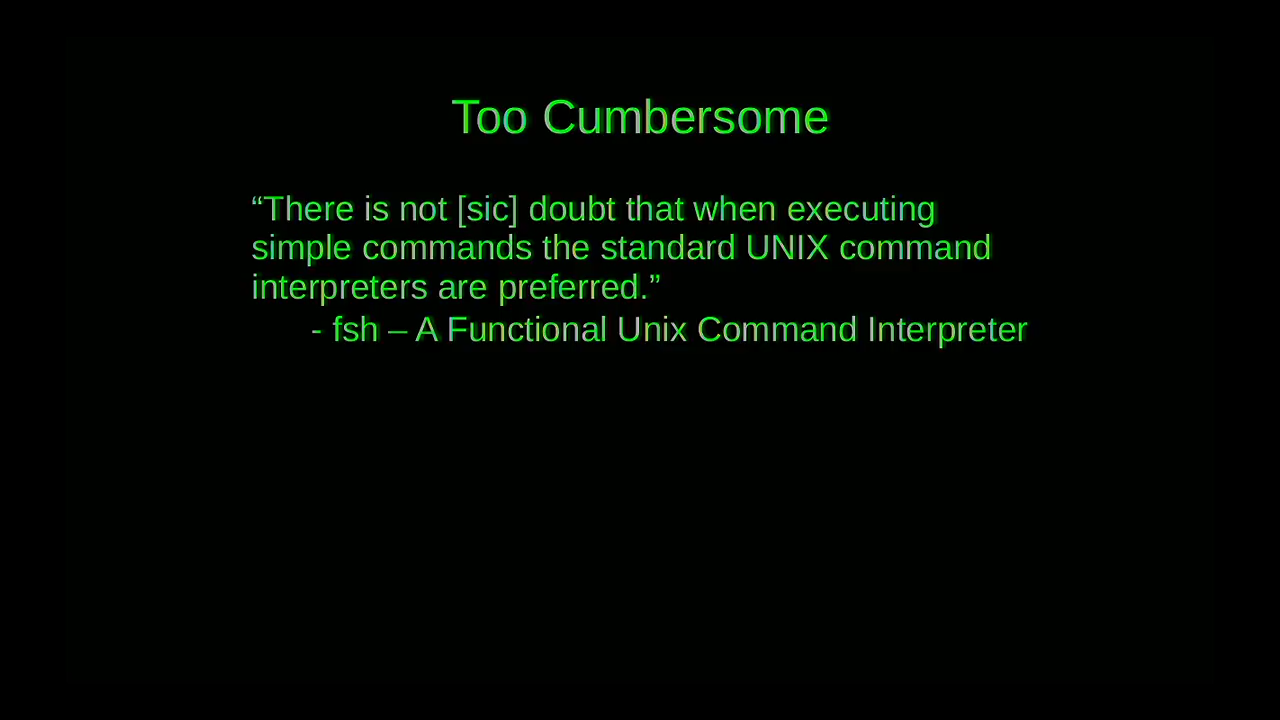 Too Cumbersome
“There is not [sic] doubt that when executing
simple commands the standard UNIX command
interpreters are preferred.”
- fsh – A Functional Unix Command Interpreter